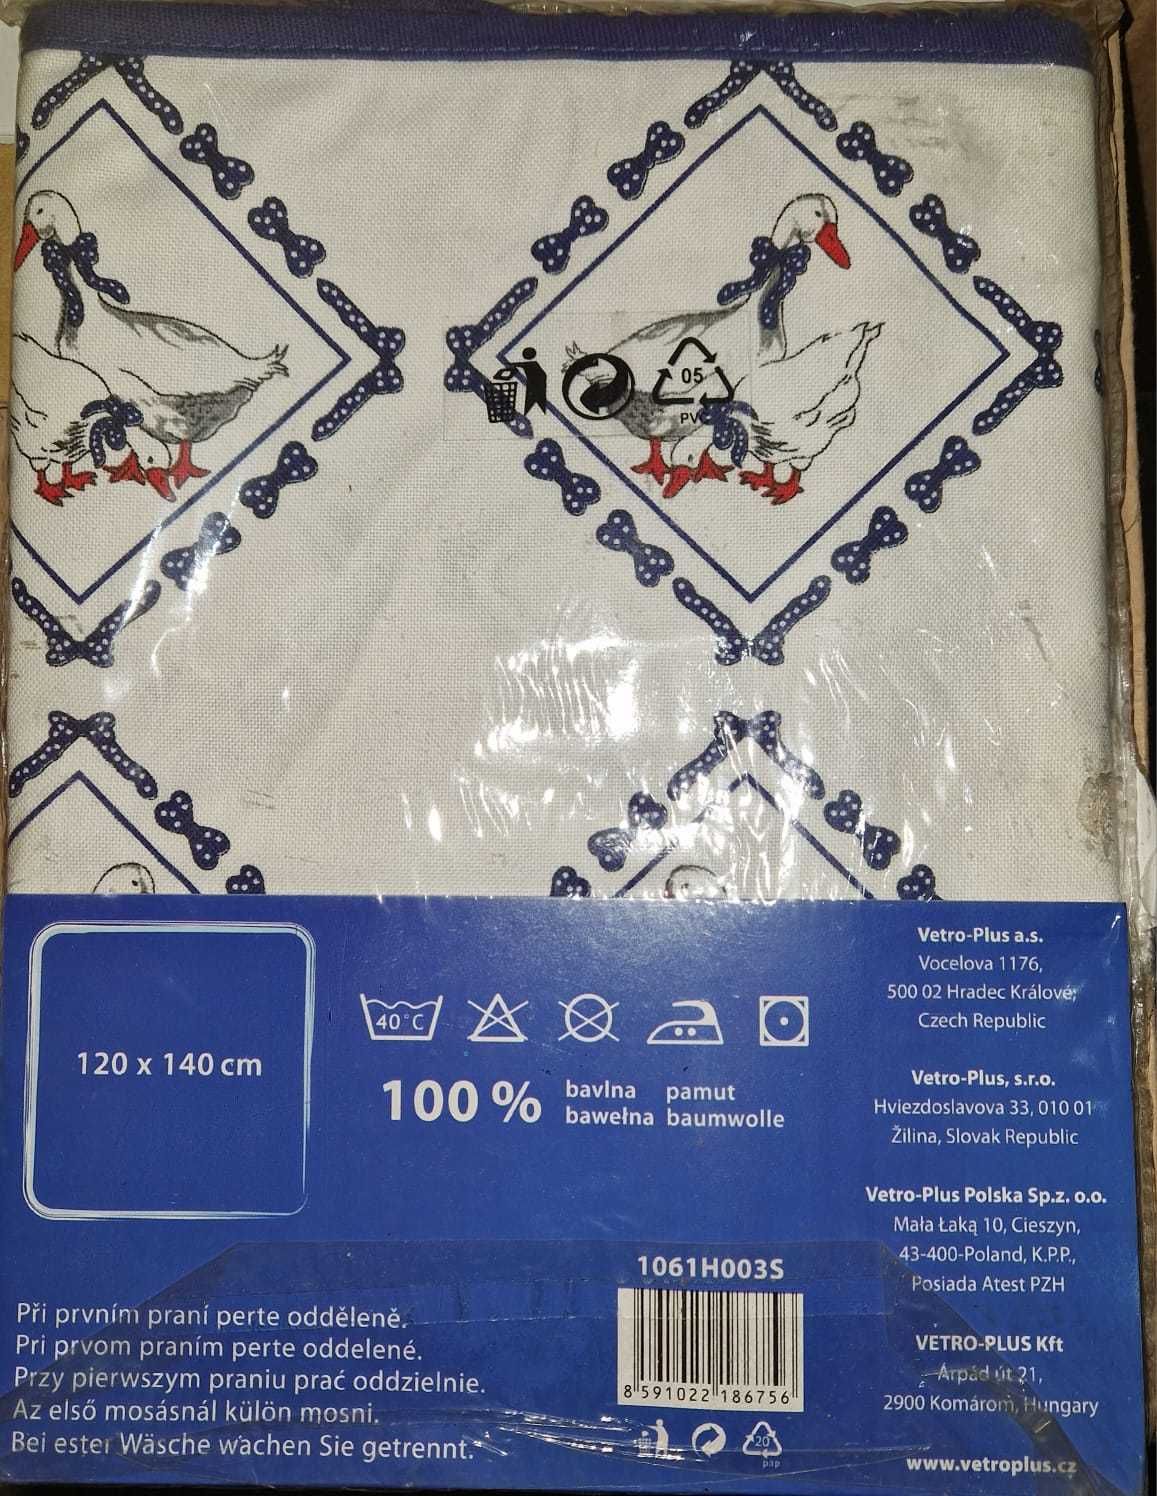 05
PVC
120 x 140 cm
40°C
100 %
bavlna pamut
bawełna baumwolle
Vetro-Plus a.s.
Vocelova 1176,
500 02 Hradec Králové,
Czech Republic
Vetro-Plus, s.r.o.
Hviezdoslavova 33, 010 01
Žilina, Slovak Republic
Vetro-Plus Polska Sp.z. o.o.
Mała Łaką 10, Cieszyn,
43-400-Poland, K.P.P.,
Posiada Atest PZH
VETRO-PLUS Kft
Árpád út 21,
2900 Komárom, Hungary
www.vetroplus.cz
1061H003S
8 591022 186756
20
pap
Při prvním praní perte odděleně.
Pri prvom praním perte oddelené.
Przy pierwszym praniu prać oddzielnie.
Az első mosásnál külön mosni.
Bei ester Wäsche wachen Sie getrennt.